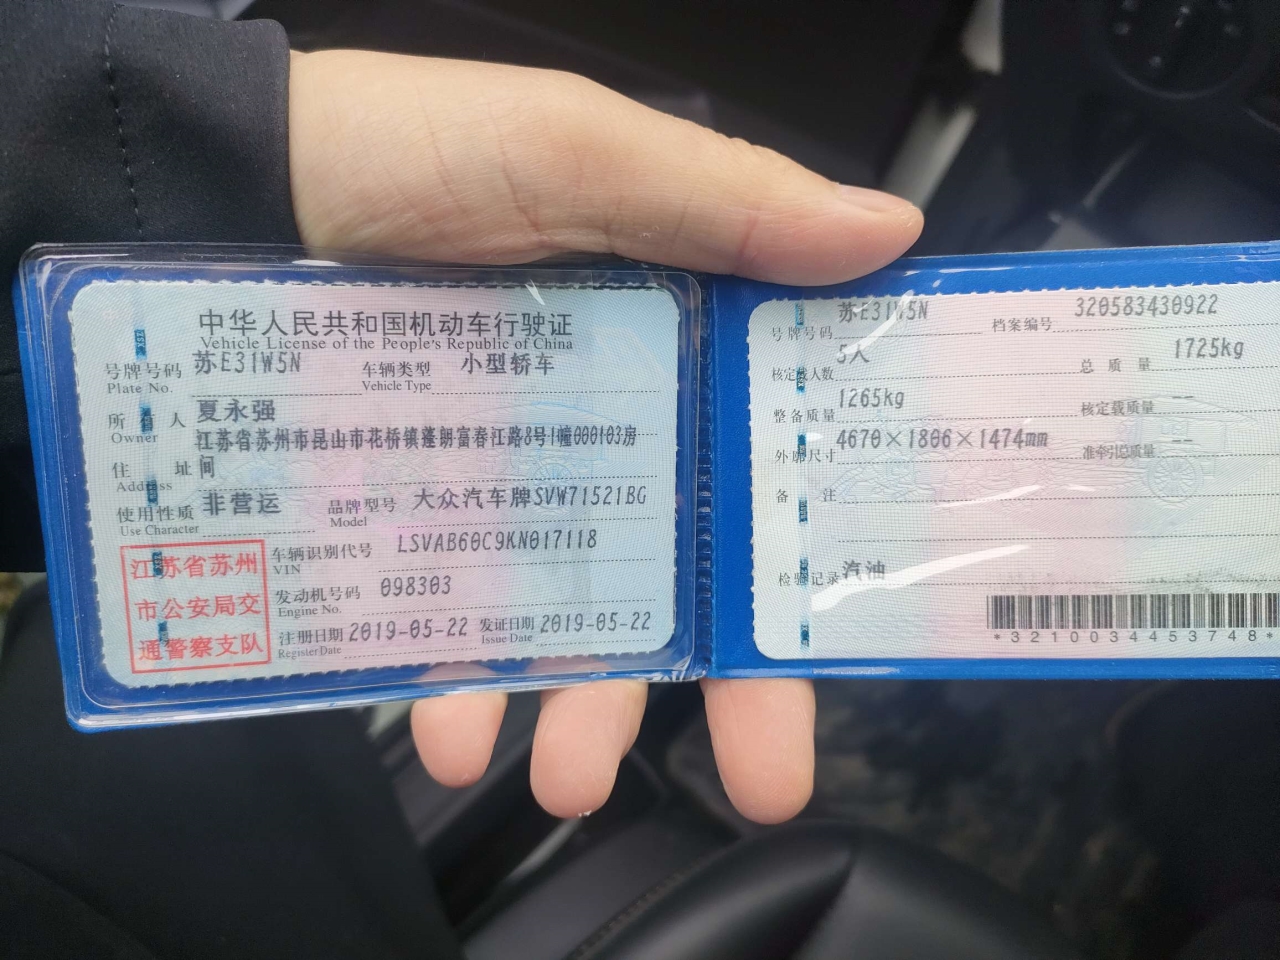 中华人民共和国机动车行驶证
Vehicle License of the People's Republic of China
号牌号码 苏E31W5N 车辆类型 小型轿车
Plate No. Vehicle Type
所有人 夏永强
Owner
江苏省苏州市昆山市花桥镇蓬朗富春江路8号1幢000103房
住址 间
Address
使用性质 非营运 品牌型号 大众汽车牌SVW71521BG
Use Character Model
江苏省苏州
市公安局交
通警察支队
车辆识别代号 LSVAB60C9KN017118
VIN
发动机号码 098303
Engine No.
注册日期 2019-05-22 发证日期 2019-05-22
Register Date Issue Date
号牌号码 苏E31W5N 档案编号 320583430922
核定载人数 5人 总质量 1725kg
整备质量 1265kg 核定载质量 --
外廓尺寸 4670×1806×1474mm 准牵引总质量 --
备注
检验记录 汽油
*3210034453748*